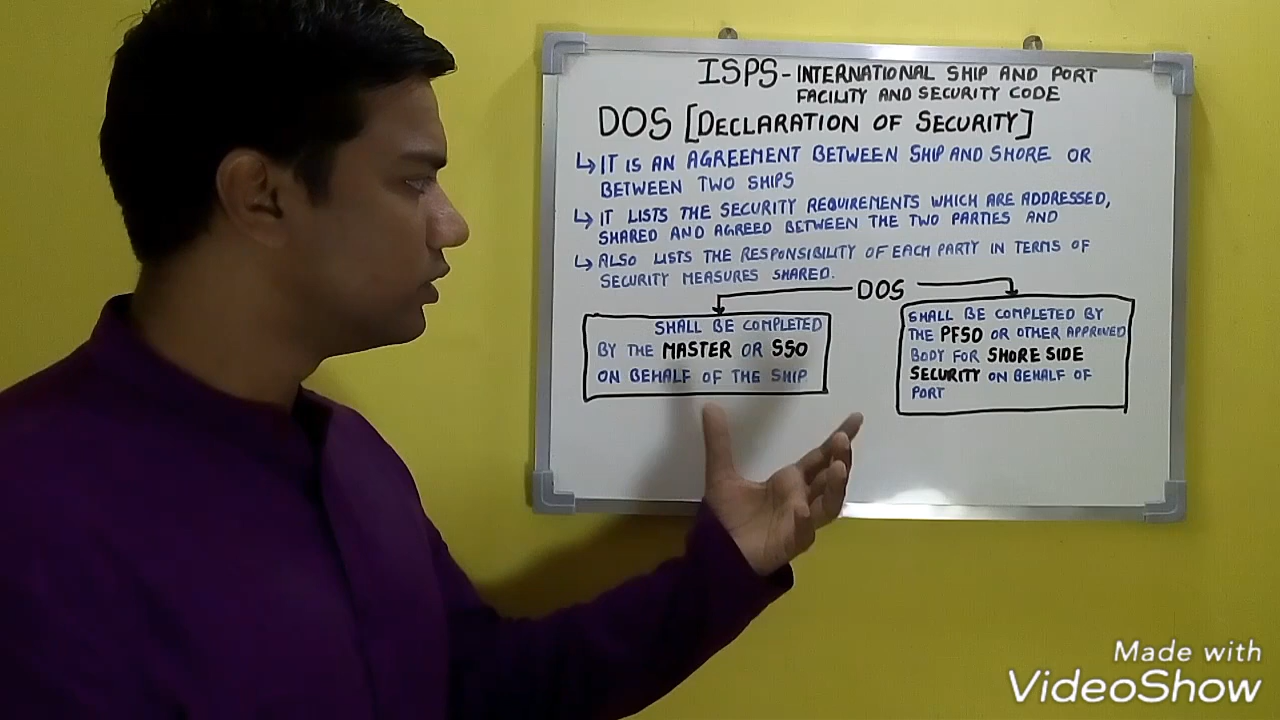 ISPS - INTERNATIONAL SHIP AND PORT
FACILITY AND SECURITY CODE
DOS [DECLARATION OF SECURITY]
↳ IT IS AN AGREEMENT BETWEEN SHIP AND SHORE OR
BETWEEN TWO SHIPS
↳ IT LISTS THE SECURITY REQUIREMENTS WHICH ARE ADDRESSED,
SHARED AND AGREED BETWEEN THE TWO PARTIES AND
↳ ALSO LISTS THE RESPONSIBILITY OF EACH PARTY IN TERMS OF
SECURITY MEASURES SHARED.
DOS
SHALL BE COMPLETED
BY THE MASTER OR SSO
ON BEHALF OF THE SHIP
SHALL BE COMPLETED BY
THE PFSO OR OTHER APPROVED
BODY FOR SHORE SIDE
SECURITY ON BEHALF OF
PORT
Made with
VideoShow